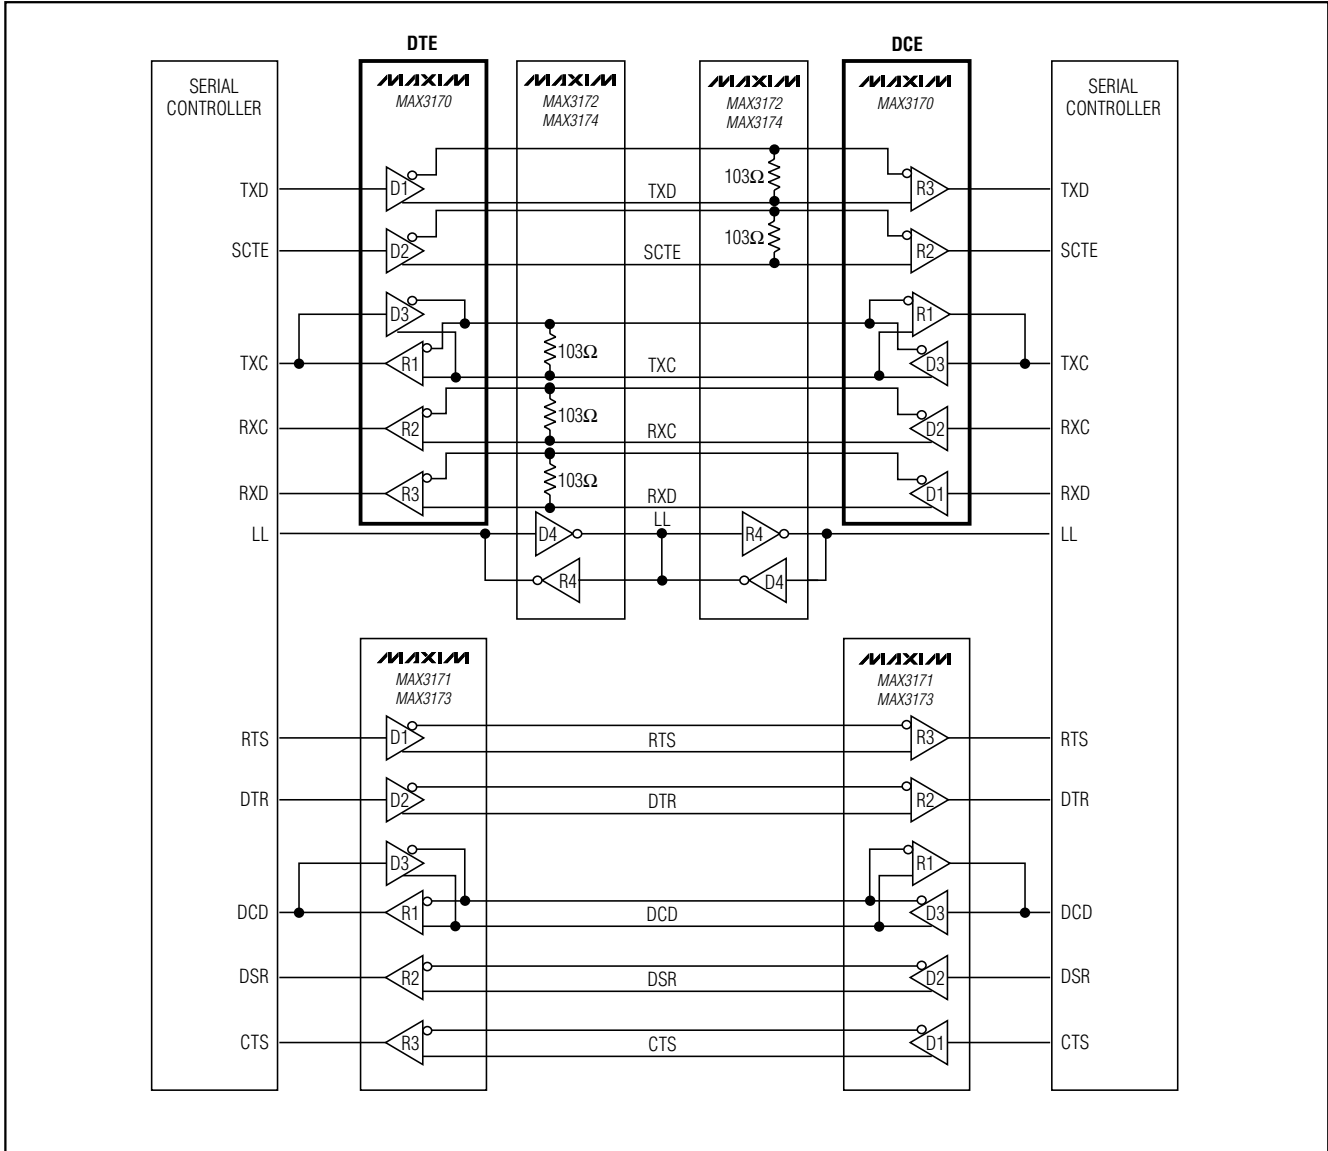 DTE
DCE
SERIAL CONTROLLER
MAXIM
MAX3170
MAXIM
MAX3172
MAX3174
MAXIM
MAX3172
MAX3174
MAXIM
MAX3170
SERIAL CONTROLLER
TXD
D1
TXD
103Ω
R3
TXD
SCTE
D2
SCTE
103Ω
R2
SCTE
D3
R1
TXC
R1
103Ω
TXC
D3
TXC
RXC
R2
103Ω
RXC
D2
RXC
RXD
R3
103Ω
RXD
D1
RXD
LL
D4
LL
R4
LL
R4
D4
MAXIM
MAX3171
MAX3173
MAXIM
MAX3171
MAX3173
RTS
D1
RTS
R3
RTS
DTR
D2
DTR
R2
DTR
D3
R1
DCD
R1
DCD
D3
DCD
DSR
R2
DSR
D2
DSR
CTS
R3
CTS
D1
CTS